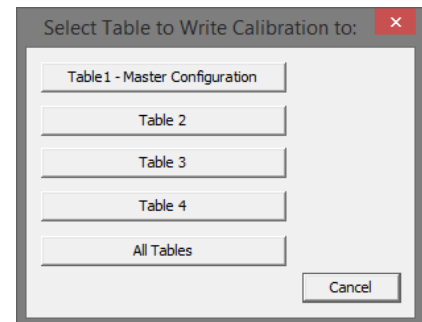 Select Table to Write Calibration to:
Table1 - Master Configuration
Table 2
Table 3
Table 4
All Tables
Cancel